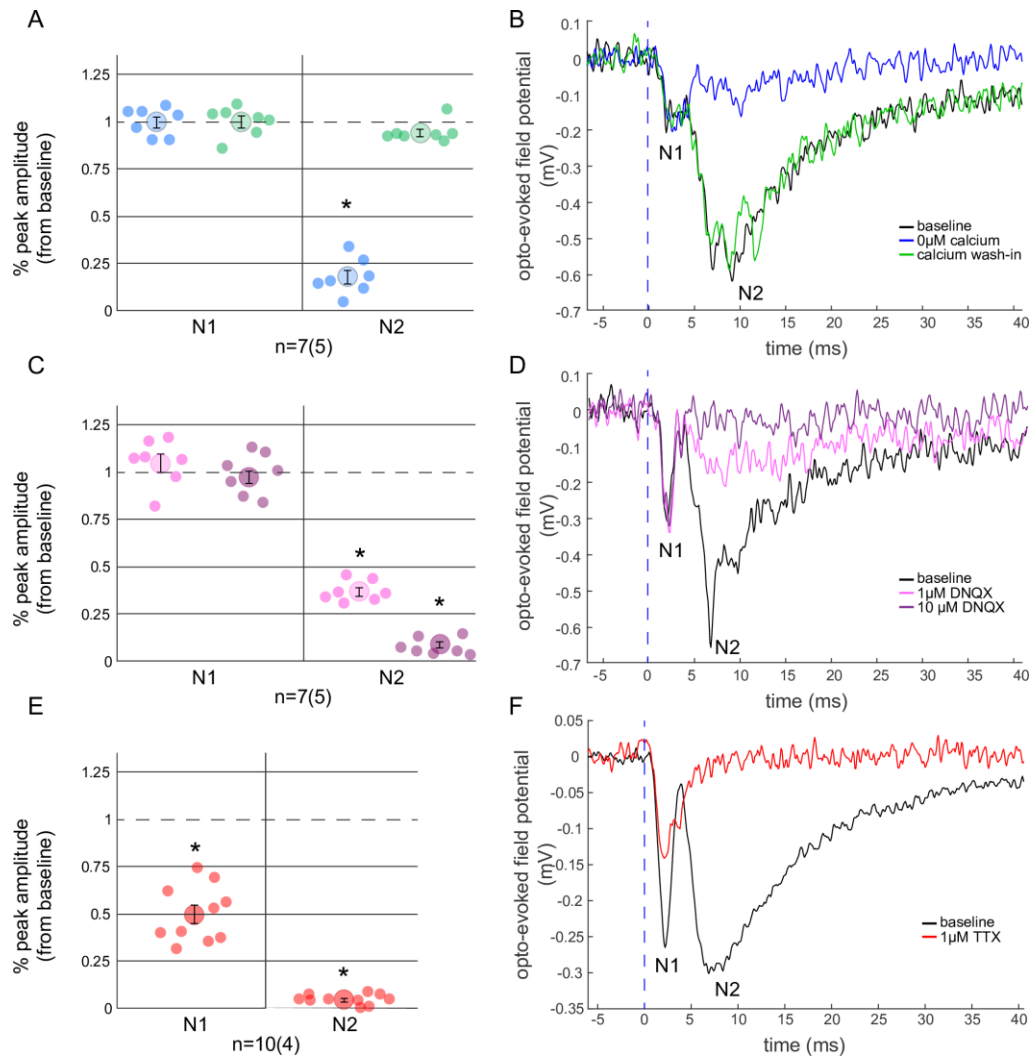 A
% peak amplitude
(from baseline)
1.25
1
0.75
0.5
0.25
0
*
N1
N2
n=7(5)
B
opto-evoked field potential
(mV)
0.1
0
-0.1
-0.2
-0.3
-0.4
-0.5
-0.6
-0.7
N1
N2
baseline
0µM calcium
calcium wash-in
-5 0 5 10 15 20 25 30 35 40
time (ms)
C
% peak amplitude
(from baseline)
1.25
1
0.75
0.5
0.25
0
*
*
N1
N2
n=7(5)
D
opto-evoked field potential
(mV)
0.1
0
-0.1
-0.2
-0.3
-0.4
-0.5
-0.6
-0.7
N1
N2
baseline
1µM DNQX
10 µM DNQX
-5 0 5 10 15 20 25 30 35 40
time (ms)
E
% peak amplitude
(from baseline)
1.25
1
0.75
0.5
0.25
0
*
*
N1
N2
n=10(4)
F
opto-evoked field potential
(mV)
0.05
0
-0.05
-0.1
-0.15
-0.2
-0.25
-0.3
-0.35
N1
N2
baseline
1µM TTX
-5 0 5 10 15 20 25 30 35 40
time (ms)